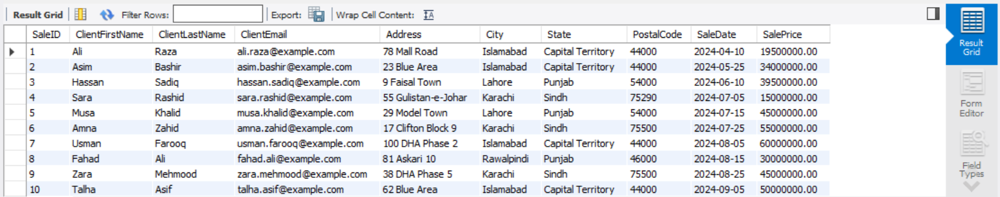 Result Grid Filter Rows: Export: Wrap Cell Content:
SaleID ClientFirstName ClientLastName ClientEmail Address City State PostalCode SaleDate SalePrice
1 Ali Raza ali.raza@example.com 78 Mall Road Islamabad Capital Territory 44000 2024-04-10 19500000.00
2 Asim Bashir asim.bashir@example.com 23 Blue Area Islamabad Capital Territory 44000 2024-05-25 34000000.00
3 Hassan Sadiq hassan.sadiq@example.com 9 Faisal Town Lahore Punjab 54000 2024-06-10 39500000.00
4 Sara Rashid sara.rashid@example.com 55 Gulistan-e-Johar Karachi Sindh 75290 2024-07-05 15000000.00
5 Musa Khalid musa.khalid@example.com 29 Model Town Lahore Punjab 54000 2024-07-15 45000000.00
6 Amna Zahid amna.zahid@example.com 17 Clifton Block 9 Karachi Sindh 75500 2024-07-25 55000000.00
7 Usman Farooq usman.farooq@example.com 100 DHA Phase 2 Islamabad Capital Territory 44000 2024-08-05 60000000.00
8 Fahad Ali fahad.ali@example.com 81 Askari 10 Rawalpindi Punjab 46000 2024-08-15 30000000.00
9 Zara Mehmood zara.mehmood@example.com 38 DHA Phase 5 Karachi Sindh 75500 2024-08-25 45000000.00
10 Talha Asif talha.asif@example.com 62 Blue Area Islamabad Capital Territory 44000 2024-09-05 50000000.00
Result
Grid
Form
Editor
Field
Types